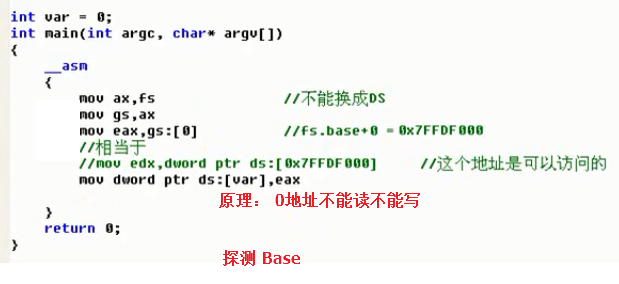 int var = 0;
int main(int argc, char* argv[])
{
__asm
{
mov ax,fs //不能换成DS
mov gs,ax
mov eax,gs:[0] //fs.base+0 = 0x7FFDF000
//相当于
//mov edx,dword ptr ds:[0x7FFDF000] //这个地址是可以访问的
mov dword ptr ds:[var],eax
原理： 0地址不能读不能写
}
return 0;
}
探测 Base